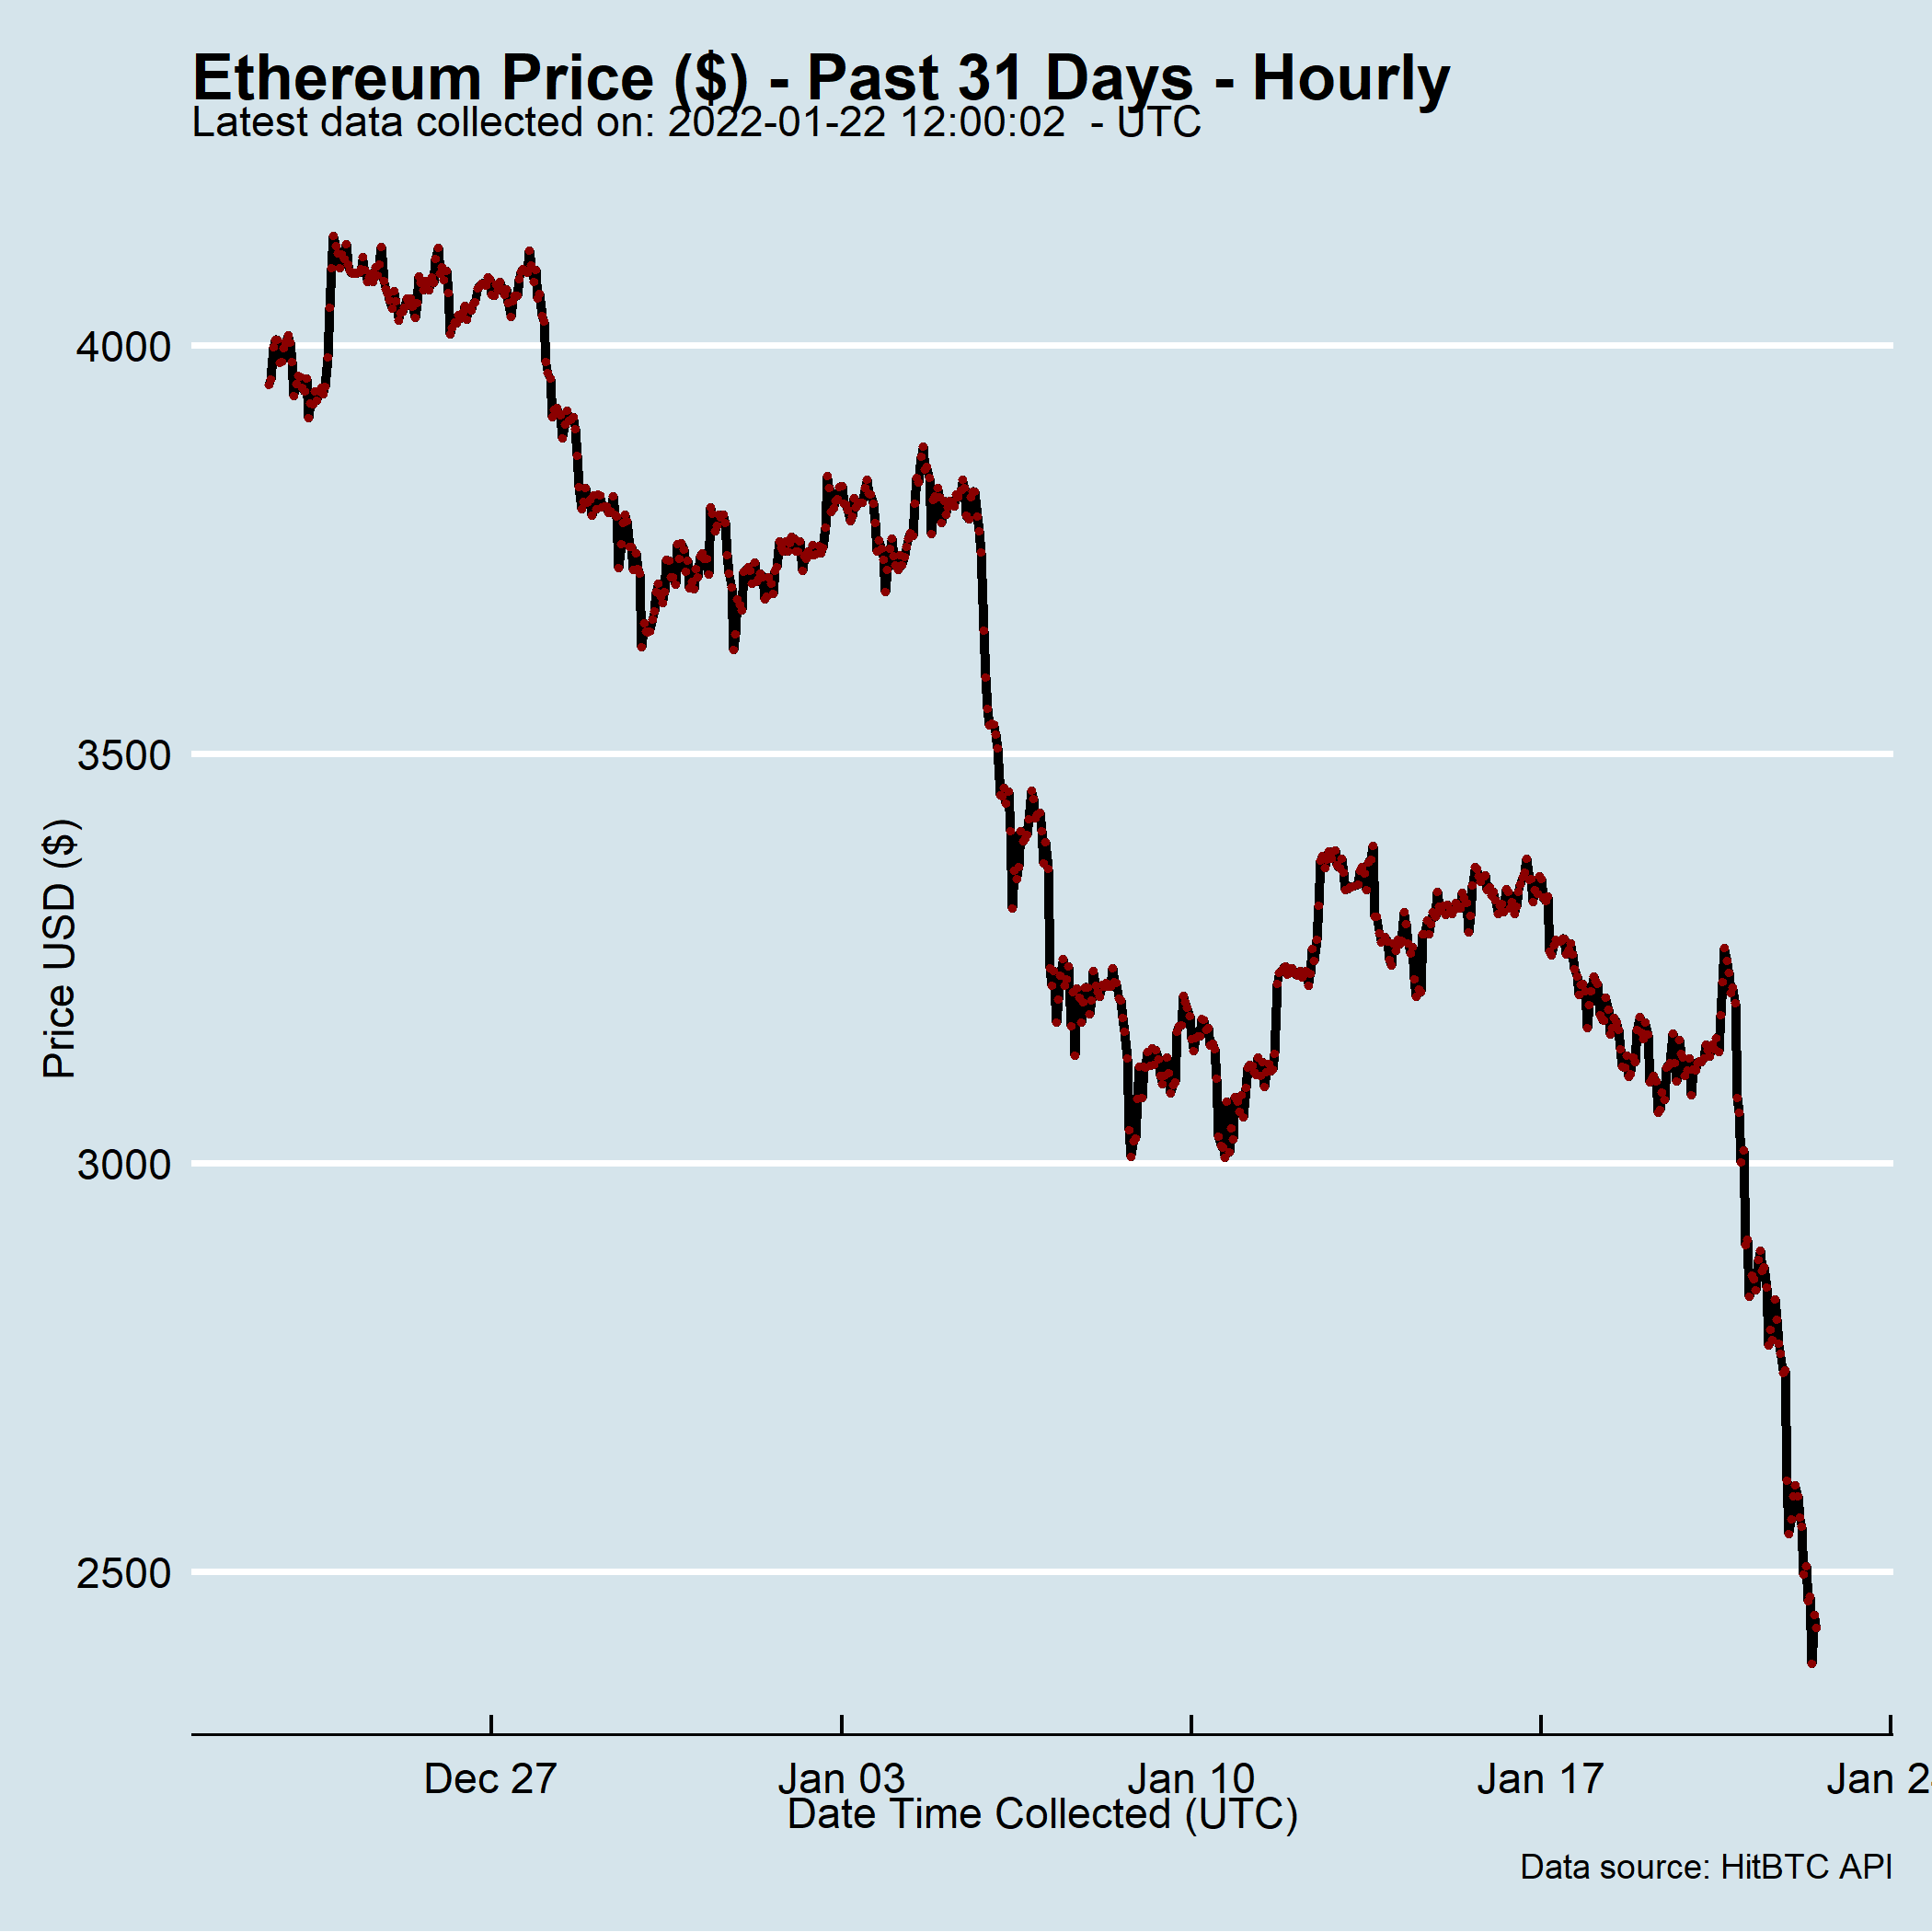 Ethereum Price ($) - Past 31 Days - Hourly
Latest data collected on: 2022-01-22 12:00:02  - UTC
4000
3500
3000
2500
Price USD ($)
Dec 27
Jan 03
Jan 10
Jan 17
Jan 2
Date Time Collected (UTC)
Data source: HitBTC API